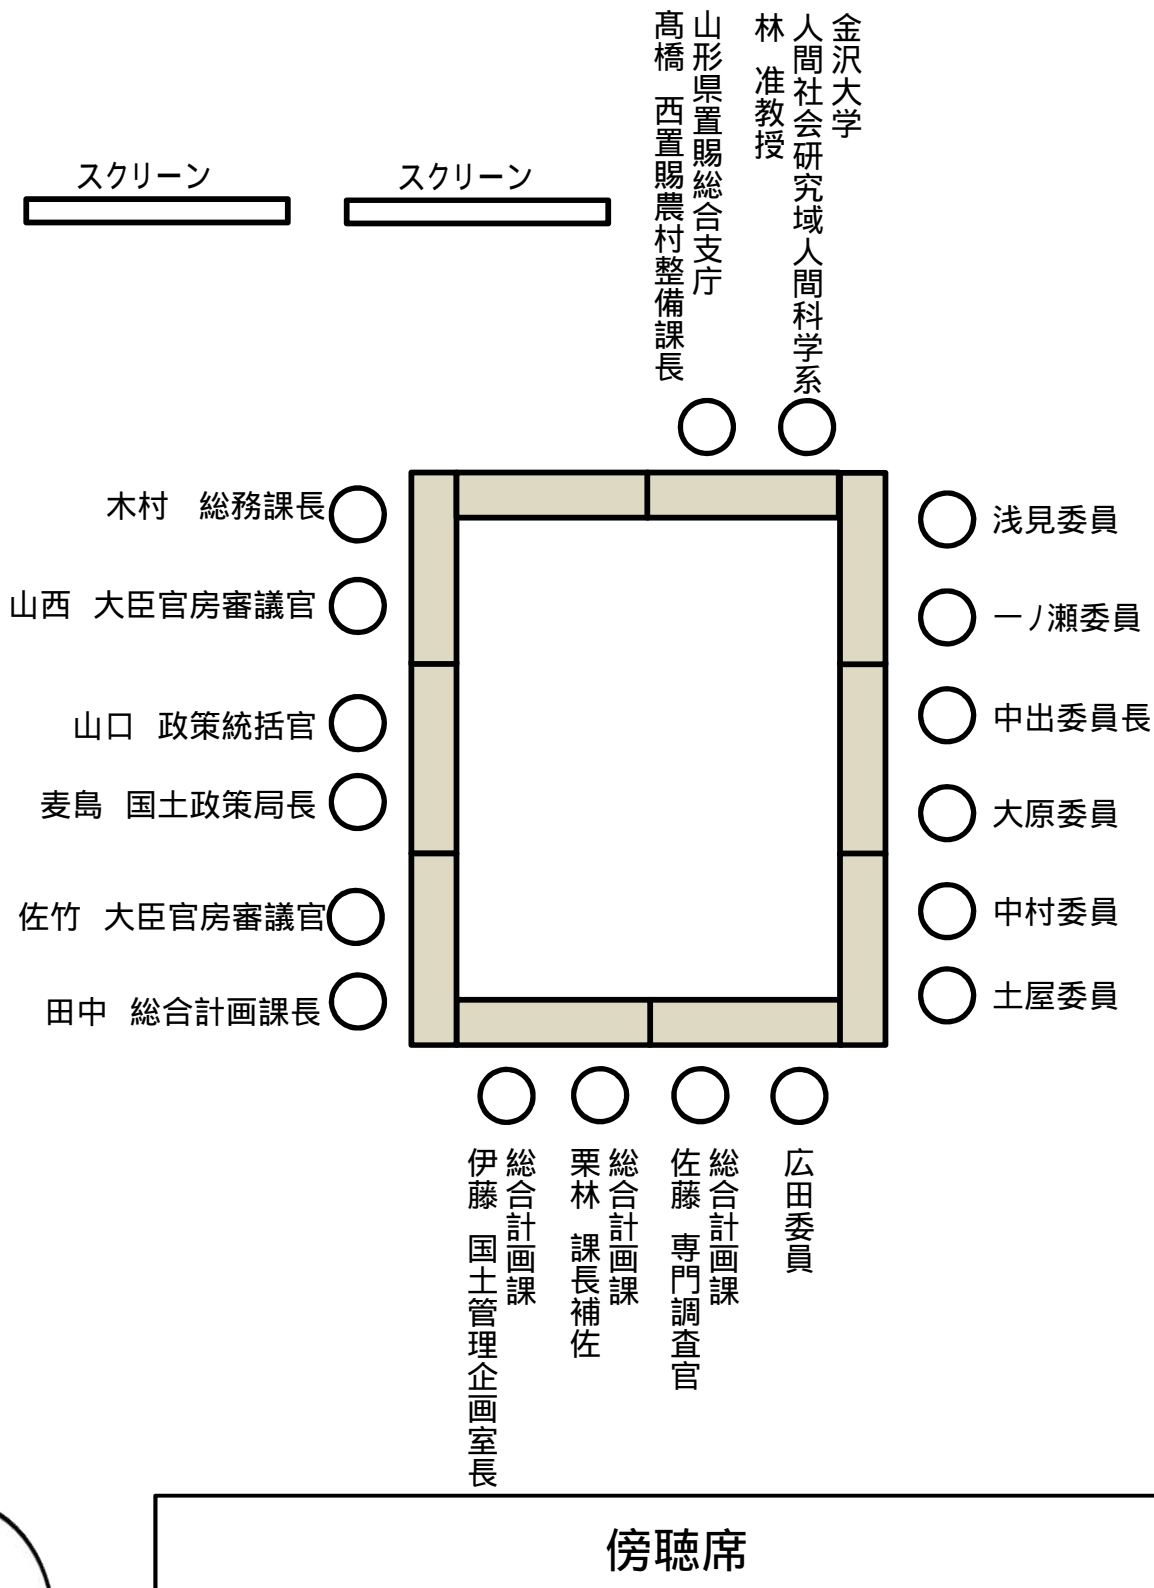 金沢大学
人間社会研究域人間科学系
林 准教授
山形県置賜総合支庁
髙橋 西置賜農村整備課長
スクリーン
スクリーン
木村 総務課長
山西 大臣官房審議官
山口 政策統括官
麦島 国土政策局長
佐竹 大臣官房審議官
田中 総合計画課長
浅見委員
一ノ瀬委員
中出委員長
大原委員
中村委員
土屋委員
広田委員
総合計画課
佐藤 専門調査官
総合計画課
栗林 課長補佐
総合計画課
伊藤 国土管理企画室長
傍聴席